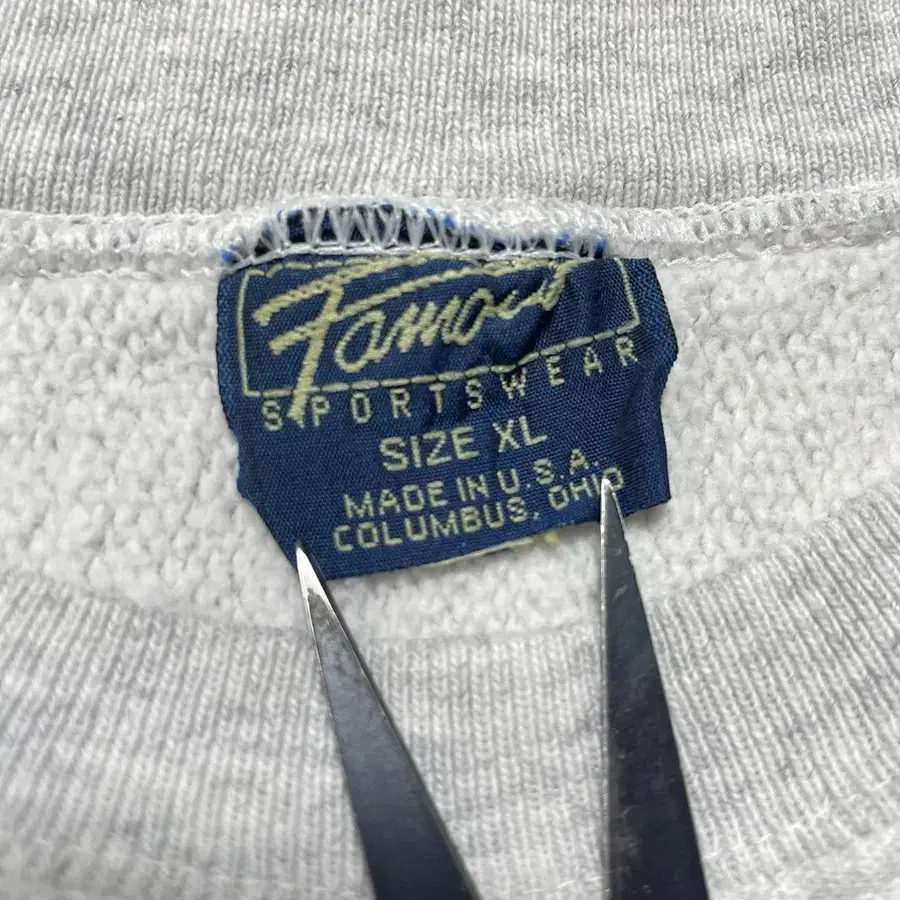 Famous
SPORTSWEAR
SIZE XL
MADE IN U.S.A.
COLUMBUS, OHIO